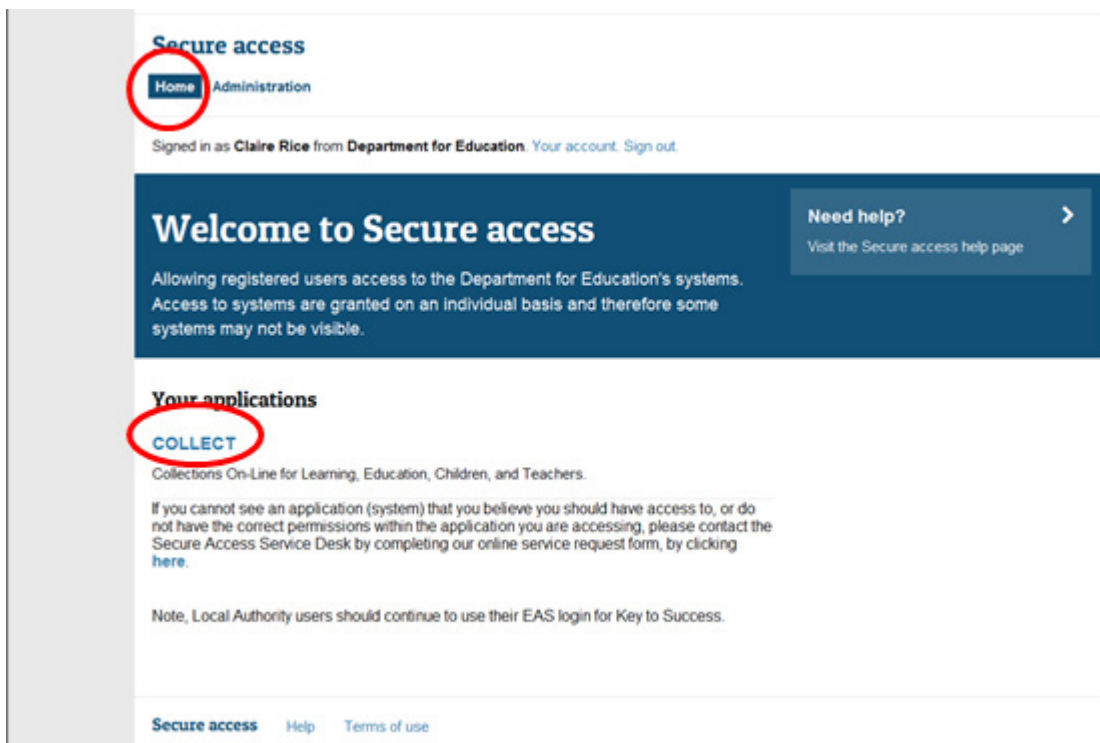 Secure access
Home Administration
Signed in as Claire Rice from Department for Education. Your account. Sign out.
Welcome to Secure access
Allowing registered users access to the Department for Education's systems.
Access to systems are granted on an individual basis and therefore some
systems may not be visible.
Need help?
Visit the Secure access help page
Your applications
COLLECT
Collections On-Line for Learning, Education, Children, and Teachers.
If you cannot see an application (system) that you believe you should have access to, or do
not have the correct permissions within the application you are accessing, please contact the
Secure Access Service Desk by completing our online service request form, by clicking
here.
Note, Local Authority users should continue to use their EAS login for Key to Success.
Secure access Help Terms of use